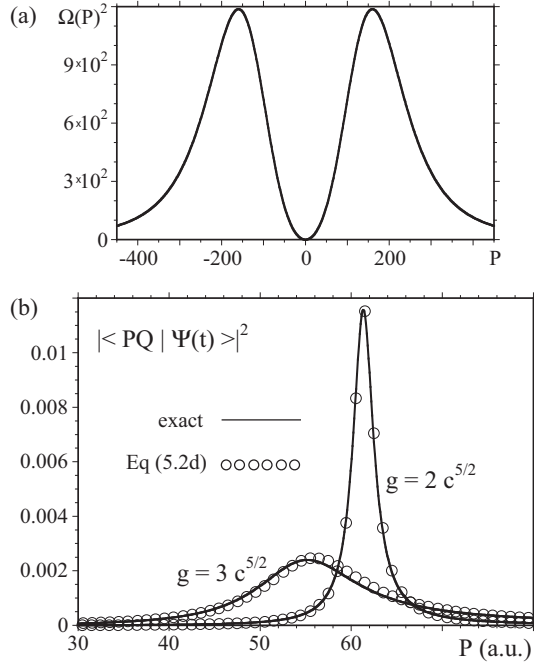 (a)
Ω(P)²
9×10²
6×10²
3×10²
0
-400 -200 0 200 P
(b)
|< PQ | Ψ(t) >|²
0.01
0.008
exact
0.006
Eq (5.2d)
g = 2 c^{5/2}
0.004
g = 3 c^{5/2}
0.002
0
30 40 50 60 P (a.u.)